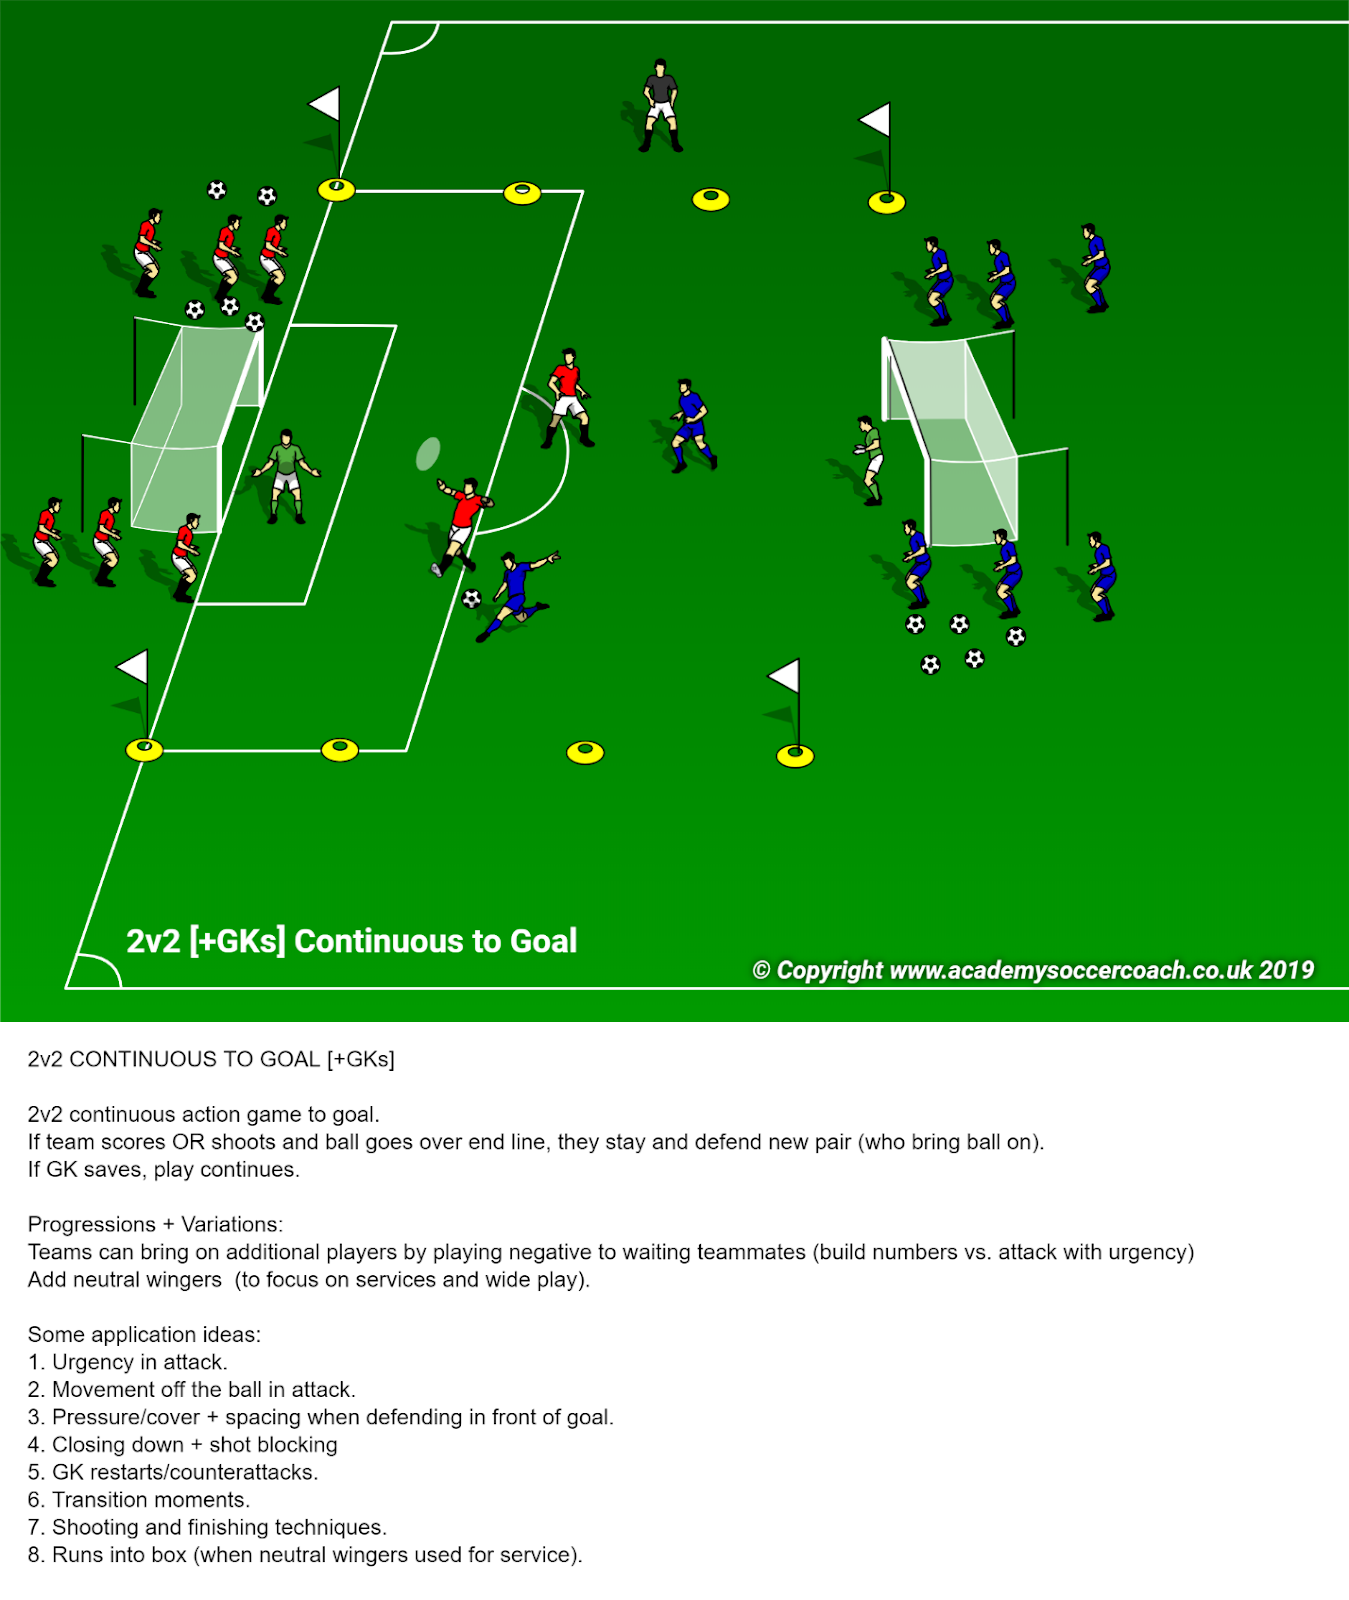 2v2 [+GKs] Continuous to Goal
© Copyright www.academysoccercoach.co.uk 2019
2v2 CONTINUOUS TO GOAL [+GKs]
2v2 continuous action game to goal.
If team scores OR shoots and ball goes over end line, they stay and defend new pair (who bring ball on).
If GK saves, play continues.
Progressions + Variations:
Teams can bring on additional players by playing negative to waiting teammates (build numbers vs. attack with urgency)
Add neutral wingers  (to focus on services and wide play).
Some application ideas:
1. Urgency in attack.
2. Movement off the ball in attack.
3. Pressure/cover + spacing when defending in front of goal.
4. Closing down + shot blocking
5. GK restarts/counterattacks.
6. Transition moments.
7. Shooting and finishing techniques.
8. Runs into box (when neutral wingers used for service).